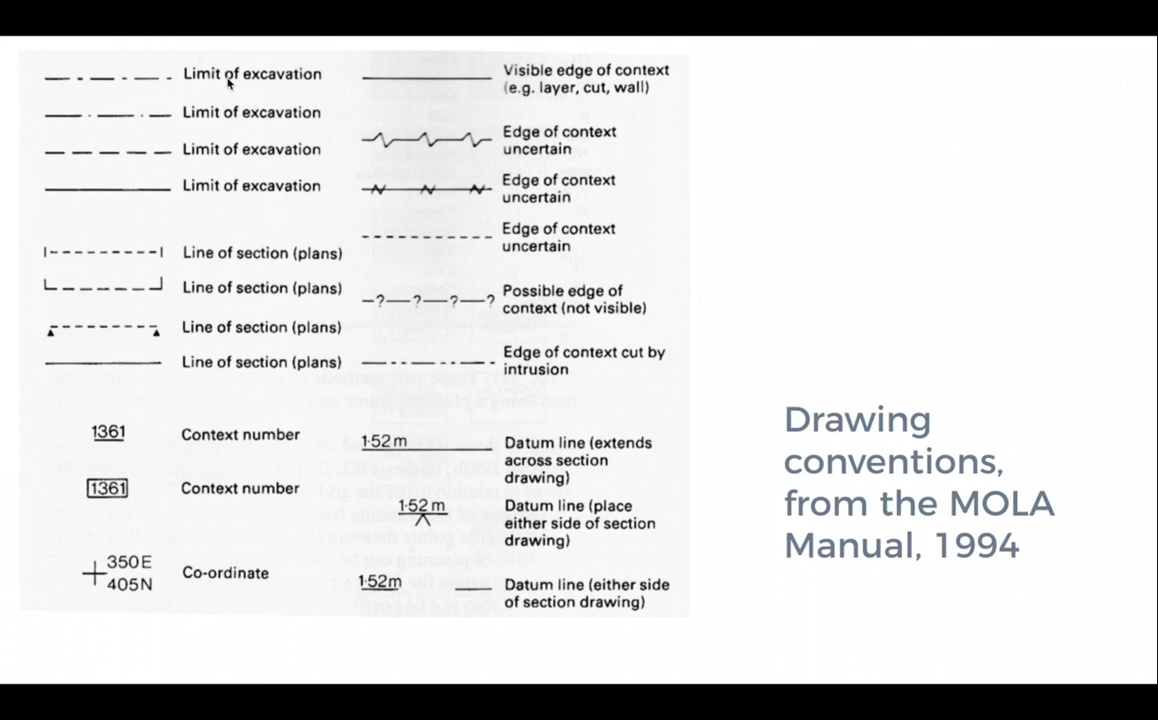 Limit of excavation
Limit of excavation
Limit of excavation
Limit of excavation
Line of section (plans)
Line of section (plans)
Line of section (plans)
Line of section (plans)
1361 Context number
1361 Context number
350E
405N
Co-ordinate
Visible edge of context
(e.g. layer, cut, wall)
Edge of context
uncertain
Edge of context
uncertain
Edge of context
uncertain
-?-?-?-? Possible edge of
context (not visible)
Edge of context cut by
intrusion
1·52 m Datum line (extends
across section
drawing)
1·52 m Datum line (place
either side of section
drawing)
1·52m Datum line (either side
of section drawing)
Drawing
conventions,
from the MOLA
Manual, 1994